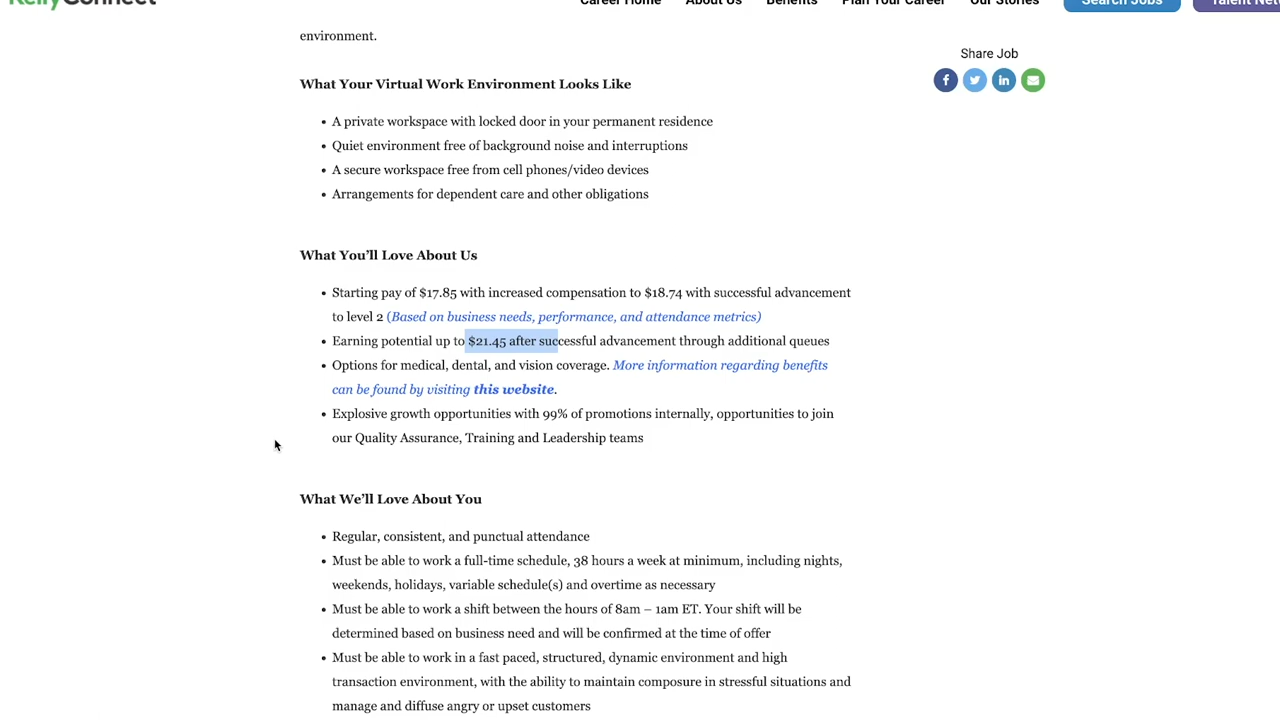 KellyConnect
Career Home About Us Benefits Plan Your Career Our Stories Search Jobs Talent Net
environment.
Share Job
What Your Virtual Work Environment Looks Like
• A private workspace with locked door in your permanent residence
• Quiet environment free of background noise and interruptions
• A secure workspace free from cell phones/video devices
• Arrangements for dependent care and other obligations
What You’ll Love About Us
• Starting pay of $17.85 with increased compensation to $18.74 with successful advancement
to level 2 (Based on business needs, performance, and attendance metrics)
• Earning potential up to $21.45 after successful advancement through additional queues
• Options for medical, dental, and vision coverage. More information regarding benefits
can be found by visiting this website.
• Explosive growth opportunities with 99% of promotions internally, opportunities to join
our Quality Assurance, Training and Leadership teams
What We’ll Love About You
• Regular, consistent, and punctual attendance
• Must be able to work a full-time schedule, 38 hours a week at minimum, including nights,
weekends, holidays, variable schedule(s) and overtime as necessary
• Must be able to work a shift between the hours of 8am – 1am ET. Your shift will be
determined based on business need and will be confirmed at the time of offer
• Must be able to work in a fast paced, structured, dynamic environment and high
transaction environment, with the ability to maintain composure in stressful situations and
manage and diffuse angry or upset customers